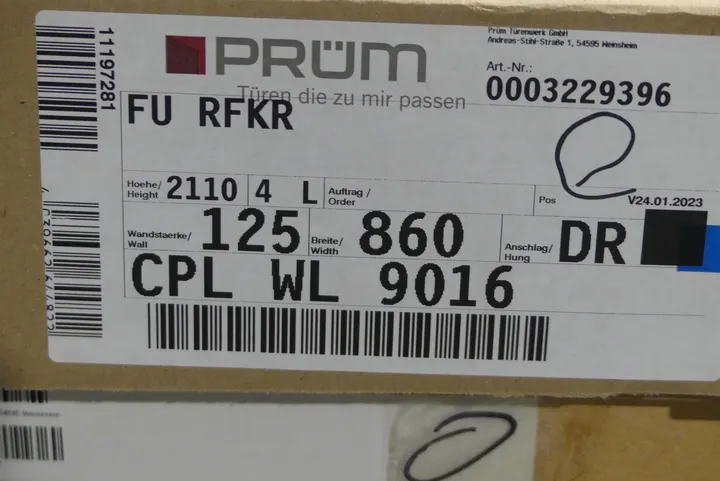 PRÜM
Türen die zu mir passen
Prüm Türenwerk GmbH
Andreas-Stihl-Straße 1, 54595 Weinsheim
Art.-Nr.:
0003229396
FU RFKR
Hoehe/ Height 2110 4 L Auftrag / Order Pos V24.01.2023
Wandstaerke/ Wall 125 Breite/ Width 860 Anschlag/ Hung DR
CPL WL 9016
11197281